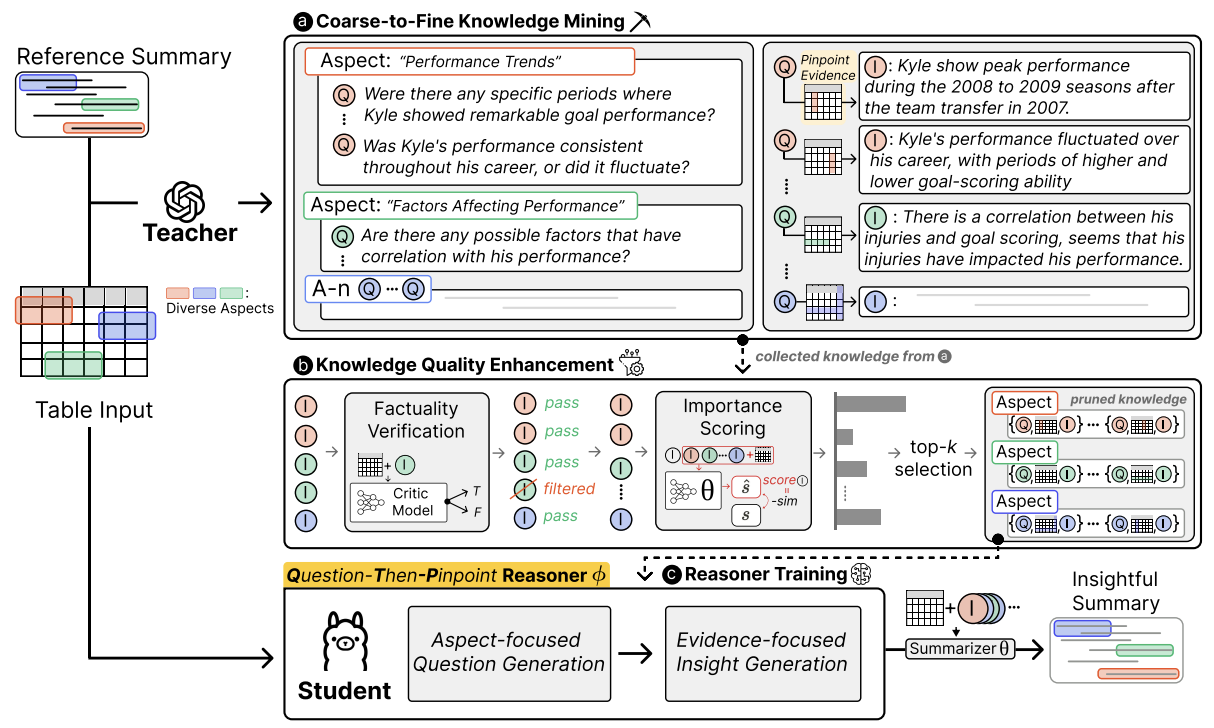 ⓐ Coarse-to-Fine Knowledge Mining
Reference Summary
Teacher
Diverse Aspects
:
Table Input
Aspect: “Performance Trends”
Q Were there any specific periods where
Kyle showed remarkable goal performance?
Q Was Kyle's performance consistent
throughout his career, or did it fluctuate?
Aspect: “Factors Affecting Performance”
Q Are there any possible factors that have
correlation with his performance?
A-n Q ··· Q
Q Pinpoint
Evidence
I : Kyle show peak performance
during the 2008 to 2009 seasons after
the team transfer in 2007.
Q I : Kyle's performance fluctuated over
his career, with periods of higher and
lower goal-scoring ability
Q I : There is a correlation between his
injuries and goal scoring, seems that his
injuries have impacted his performance.
Q I :
collected knowledge from ⓐ
ⓑ Knowledge Quality Enhancement
I
I
I
I
I
Factuality
Verification
+ I
Critic
Model
T
F
I pass
I pass
I pass
I filtered
I pass
I
I
I
I
Importance
Scoring
I I I ··· I +
θ
ŝ
s
score I
=
-sim
top-k
selection
pruned knowledge
Aspect
{Q, , I} ··· {Q, , I}
Aspect
{Q, , I} ··· {Q, , I}
Aspect
{Q, , I} ··· {Q, , I}
Question-Then-Pinpoint Reasoner ϕ
ⓒ Reasoner Training
Student
Aspect-focused
Question Generation
Evidence-focused
Insight Generation
+ I ···
Summarizer θ
Insightful
Summary